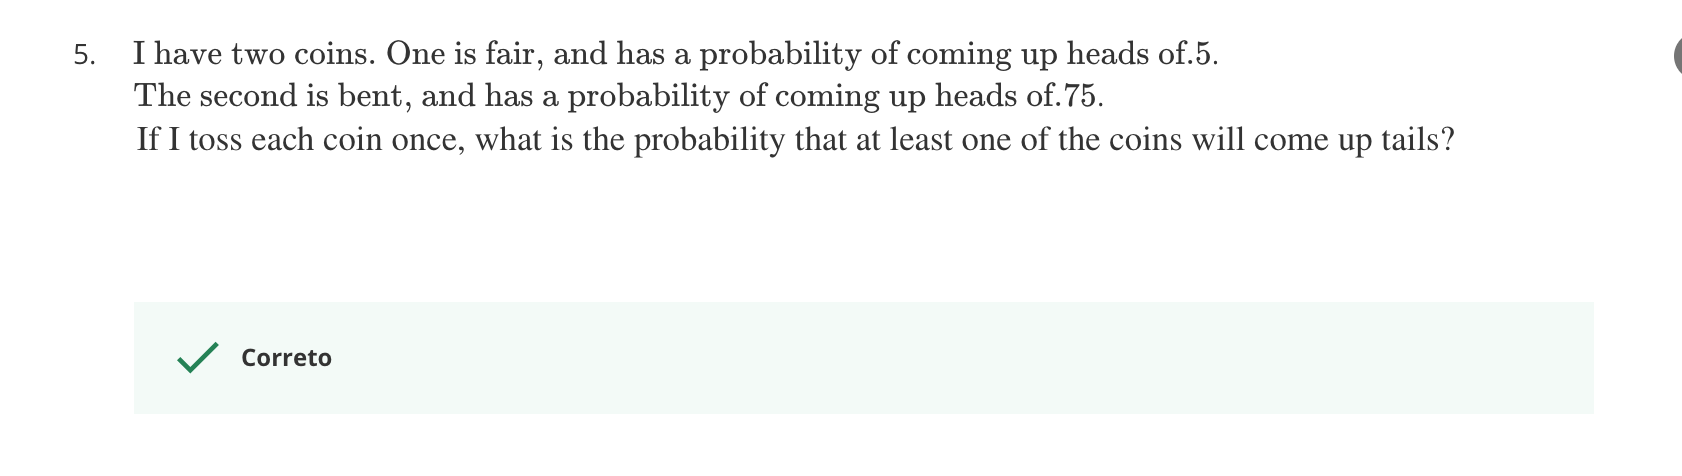 5. I have two coins. One is fair, and has a probability of coming up heads of.5.
The second is bent, and has a probability of coming up heads of.75.
If I toss each coin once, what is the probability that at least one of the coins will come up tails?
Correto